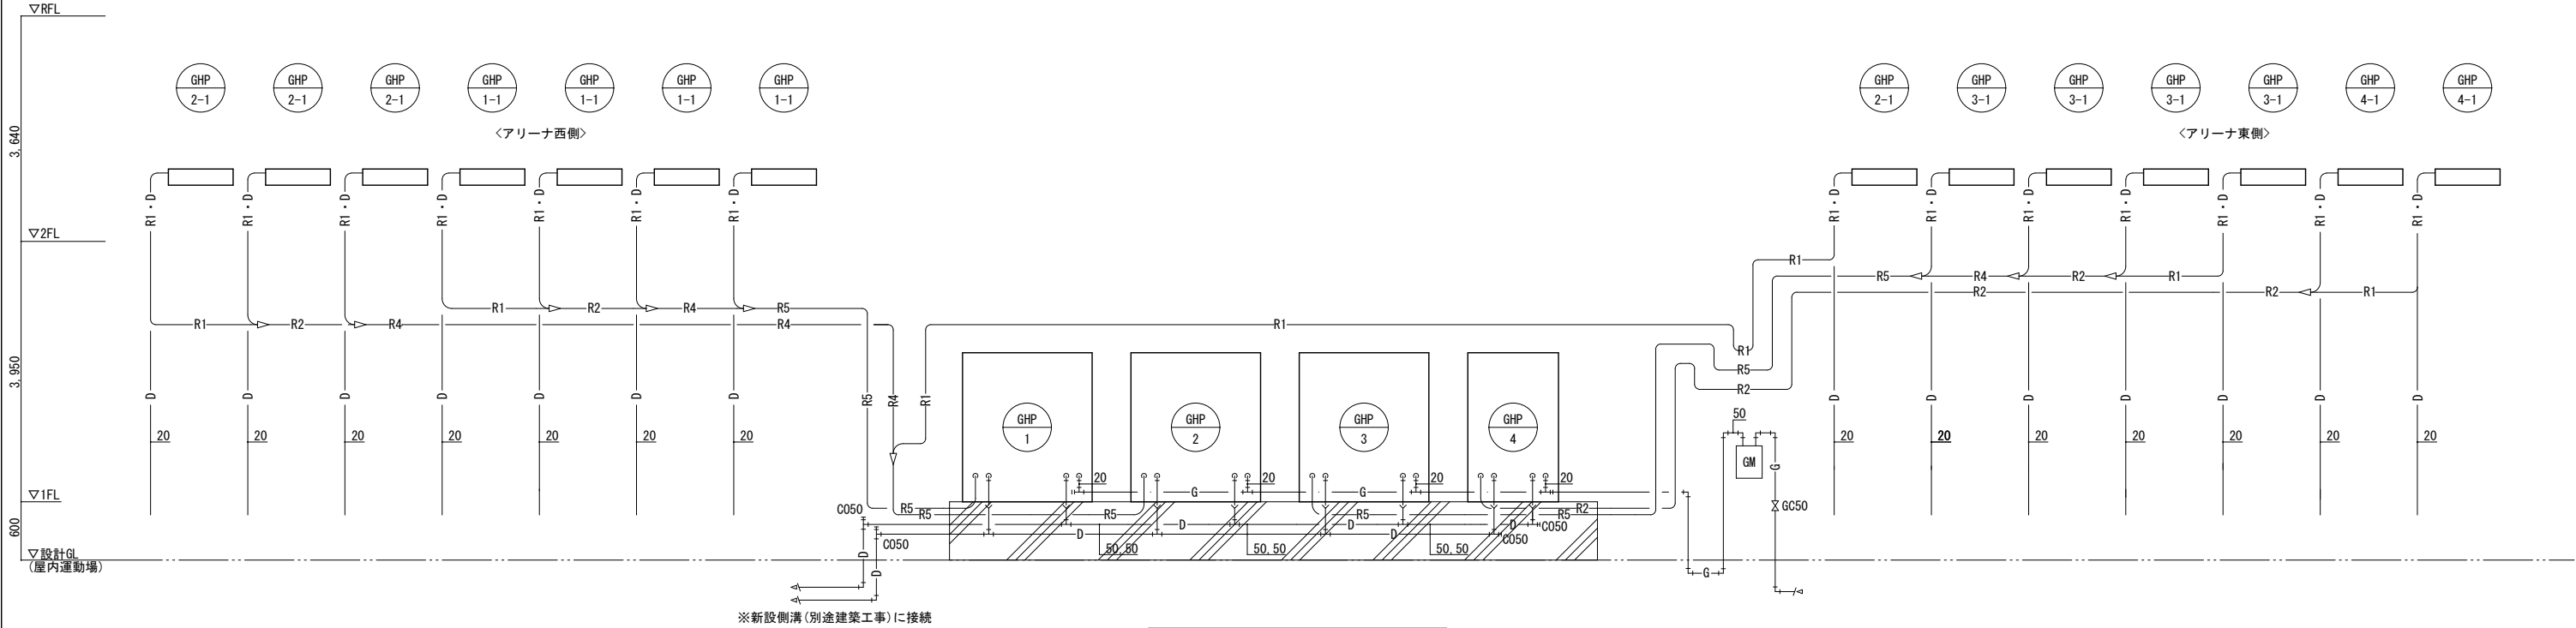 ▽RFL
GHP 2-1
GHP 2-1
GHP 2-1
GHP 1-1
GHP 1-1
GHP 1-1
GHP 1-1
GHP 2-1
GHP 3-1
GHP 3-1
GHP 3-1
GHP 3-1
GHP 4-1
GHP 4-1
<アリーナ西側>
<アリーナ東側>
3,640
R1・D
R1・D
R1・D
R1・D
R1・D
R1・D
R1・D
R1・D
R1・D
R1・D
R1・D
R1・D
R1・D
R1・D
▽2FL
R1
R5
R4
R2
R1
R2
R2
R1
R1
R2
R4
R5
R1
R2
R4
R4
R1
R1
R5
R2
3,950
D
D
D
D
D
D
D
R5
R4
R1
D
D
D
D
D
D
D
GHP 1
GHP 2
GHP 3
GHP 4
50
20
20
20
20
20
20
20
20
20
20
20
20
20
20
GM
G
20
20
20
20
G
G
▽1FL
GC50
CO50
R5
R5
R5
R5
R2
600
D
D
D
CO50
D
D
CO50
CO50
50,50
50,50
50,50
▽設計GL
(屋内運動場)
D
D
G
※新設側溝(別途建築工事)に接続